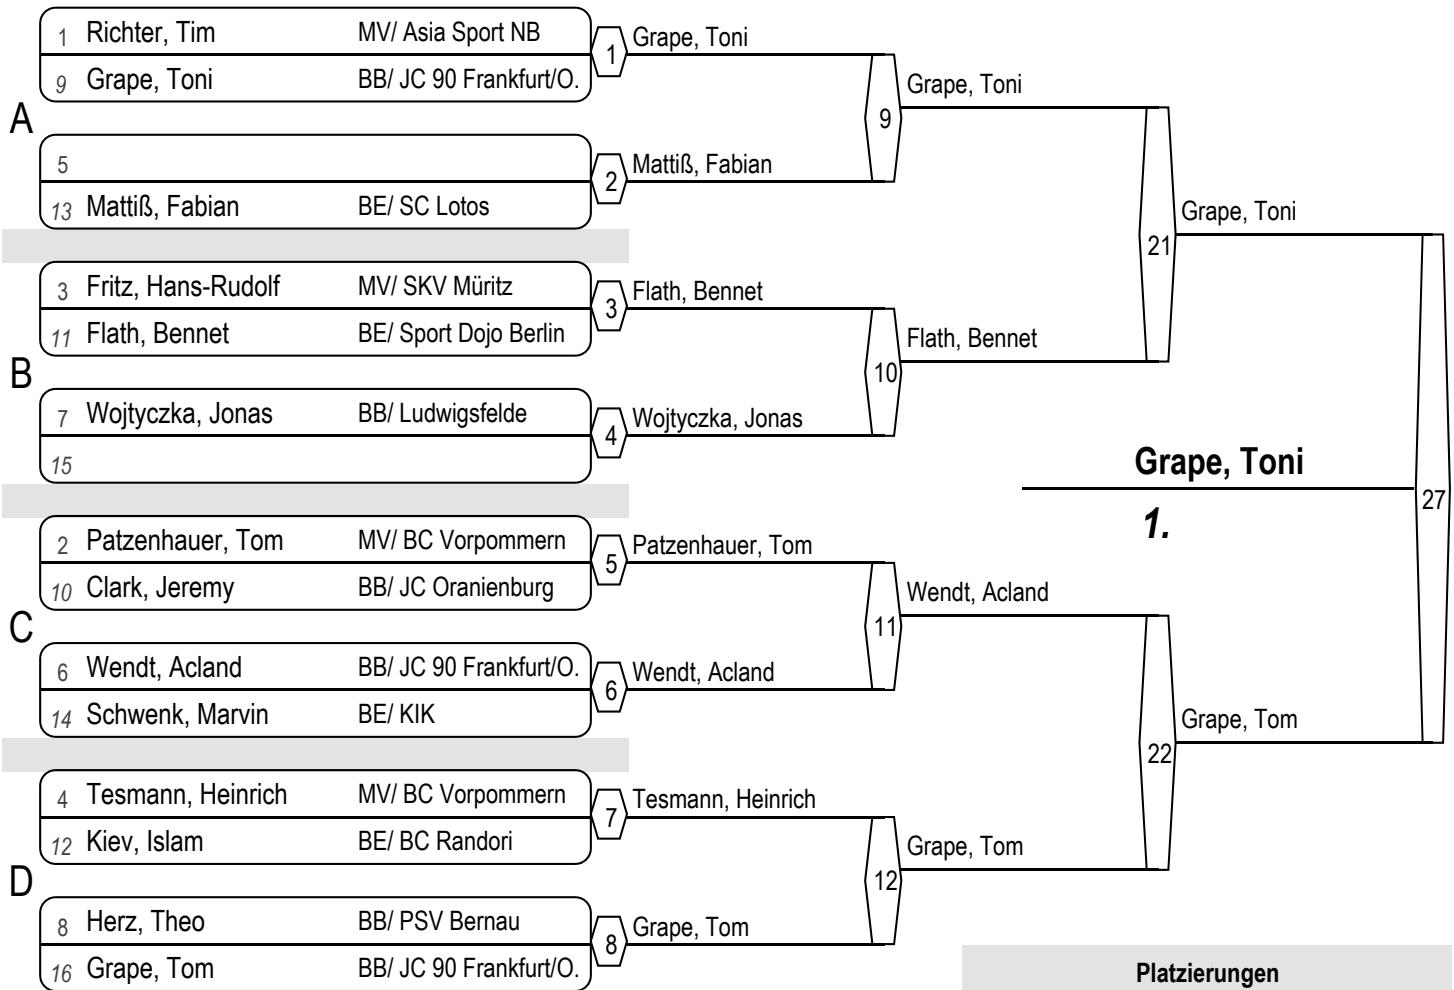 1 Richter, Tim MV/ Asia Sport NB
9 Grape, Toni BB/ JC 90 Frankfurt/O.
1 Grape, Toni
A
5
13 Mattiß, Fabian BE/ SC Lotos
2 Mattiß, Fabian
9 Grape, Toni
3 Fritz, Hans-Rudolf MV/ SKV Müritz
11 Flath, Bennet BE/ Sport Dojo Berlin
3 Flath, Bennet
B
7 Wojtyczka, Jonas BB/ Ludwigsfelde
15
4 Wojtyczka, Jonas
10 Flath, Bennet
21 Grape, Toni
2 Patzenhauer, Tom MV/ BC Vorpommern
10 Clark, Jeremy BB/ JC Oranienburg
5 Patzenhauer, Tom
C
6 Wendt, Acland BB/ JC 90 Frankfurt/O.
14 Schwenk, Marvin BE/ KIK
6 Wendt, Acland
11 Wendt, Acland
4 Tesmann, Heinrich MV/ BC Vorpommern
12 Kiev, Islam BE/ BC Randori
7 Tesmann, Heinrich
D
8 Herz, Theo BB/ PSV Bernau
16 Grape, Tom BB/ JC 90 Frankfurt/O.
8 Grape, Tom
12 Grape, Tom
22 Grape, Tom
27 Grape, Toni
1.
Platzierungen